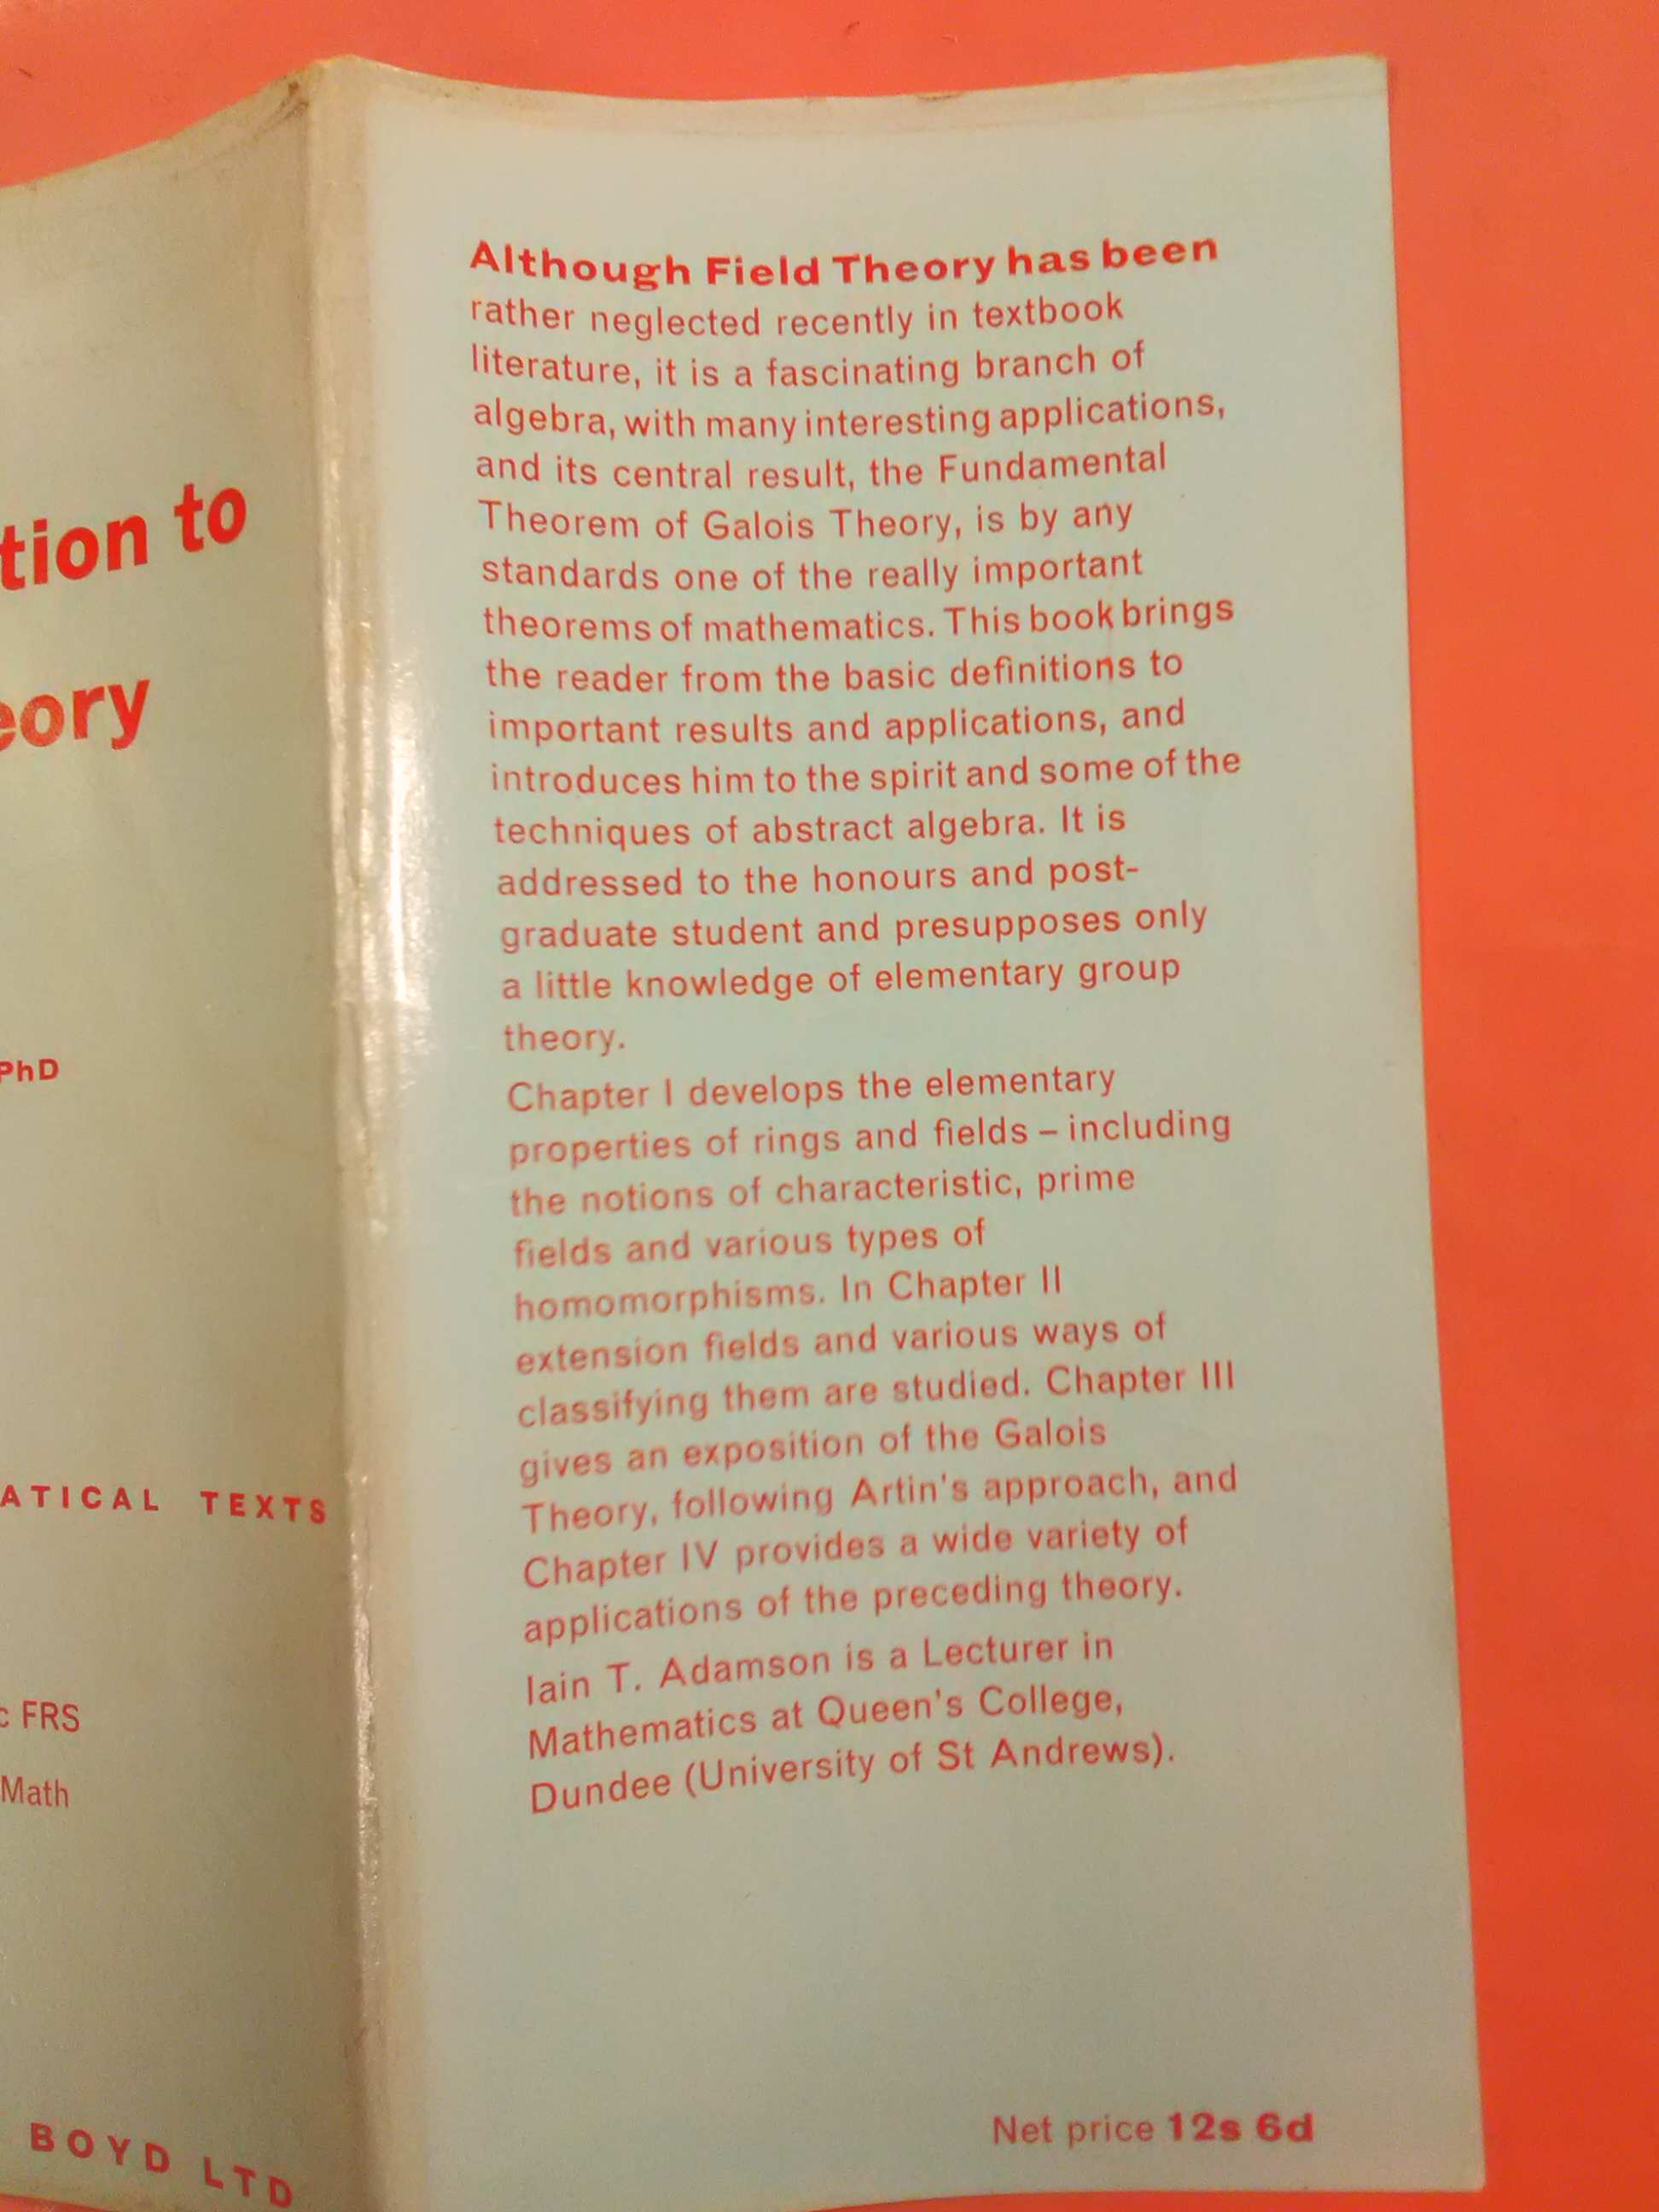 tion to
eory
PhD
ATICAL TEXTS
c FRS
Math
BOYD LTD
Although Field Theory has been
rather neglected recently in textbook
literature, it is a fascinating branch of
algebra, with many interesting applications,
and its central result, the Fundamental
Theorem of Galois Theory, is by any
standards one of the really important
theorems of mathematics. This book brings
the reader from the basic definitions to
important results and applications, and
introduces him to the spirit and some of the
techniques of abstract algebra. It is
addressed to the honours and post-
graduate student and presupposes only
a little knowledge of elementary group
theory.
Chapter I develops the elementary
properties of rings and fields – including
the notions of characteristic, prime
fields and various types of
homomorphisms. In Chapter II
extension fields and various ways of
classifying them are studied. Chapter III
gives an exposition of the Galois
Theory, following Artin's approach, and
Chapter IV provides a wide variety of
applications of the preceding theory.
Iain T. Adamson is a Lecturer in
Mathematics at Queen's College,
Dundee (University of St Andrews).
Net price 12s 6d